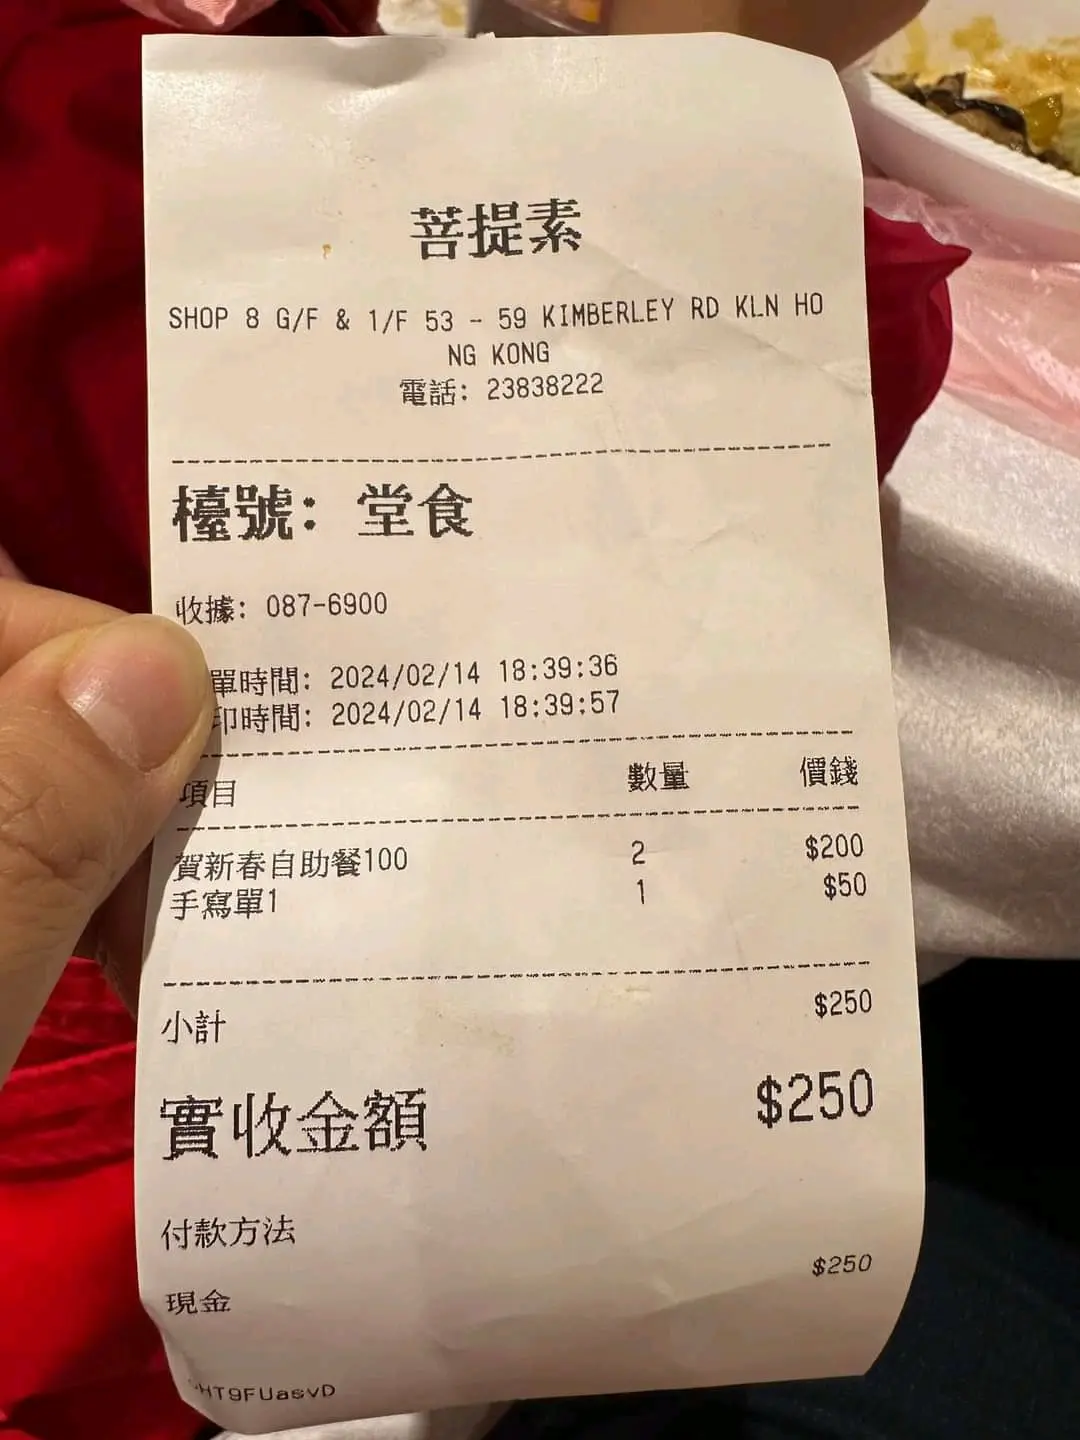 菩提素
SHOP 8 G/F & 1/F 53 - 59 KIMBERLEY RD KLN HO
NG KONG
電話: 23838222
檯號: 堂食
收據: 087-6900
單時間: 2024/02/14 18:39:36
印時間: 2024/02/14 18:39:57
項目 數量 價錢
賀新春自助餐100 2 $200
手寫單1 1 $50
小計 $250
實收金額 $250
付款方法
現金 $250
HT9FUasvD